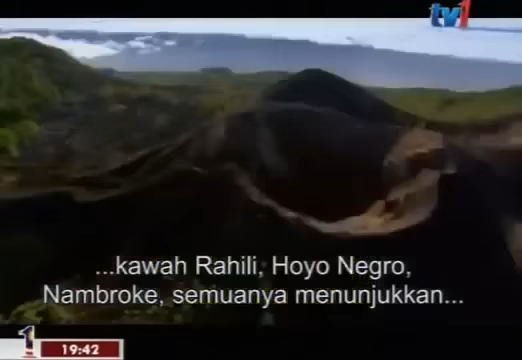 tv1
...kawah Rahili, Hoyo Negro,
Nambroke, semuanya menunjukkan...
1
19:42